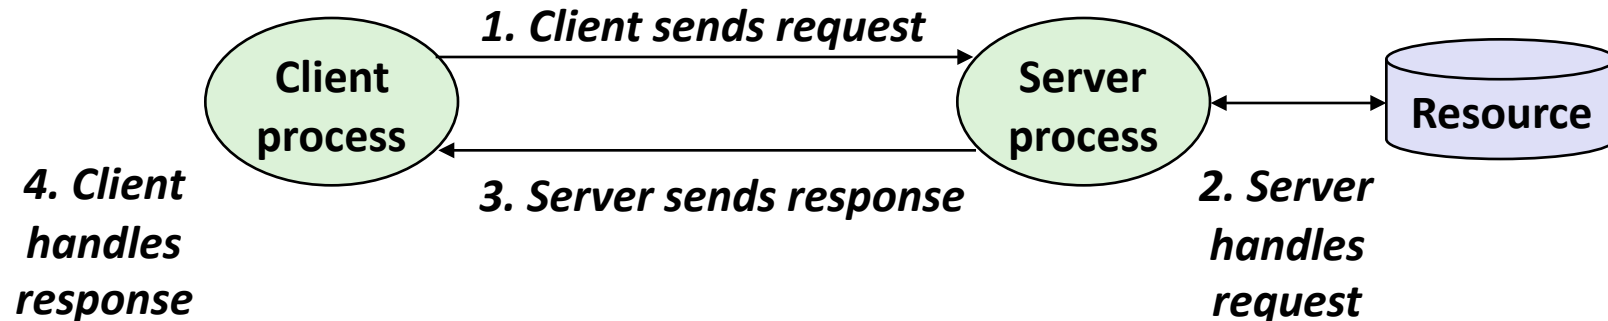 1. Client sends request
Client
process
Server
process
Resource
3. Server sends response
2. Server
handles
request
4. Client
handles
response